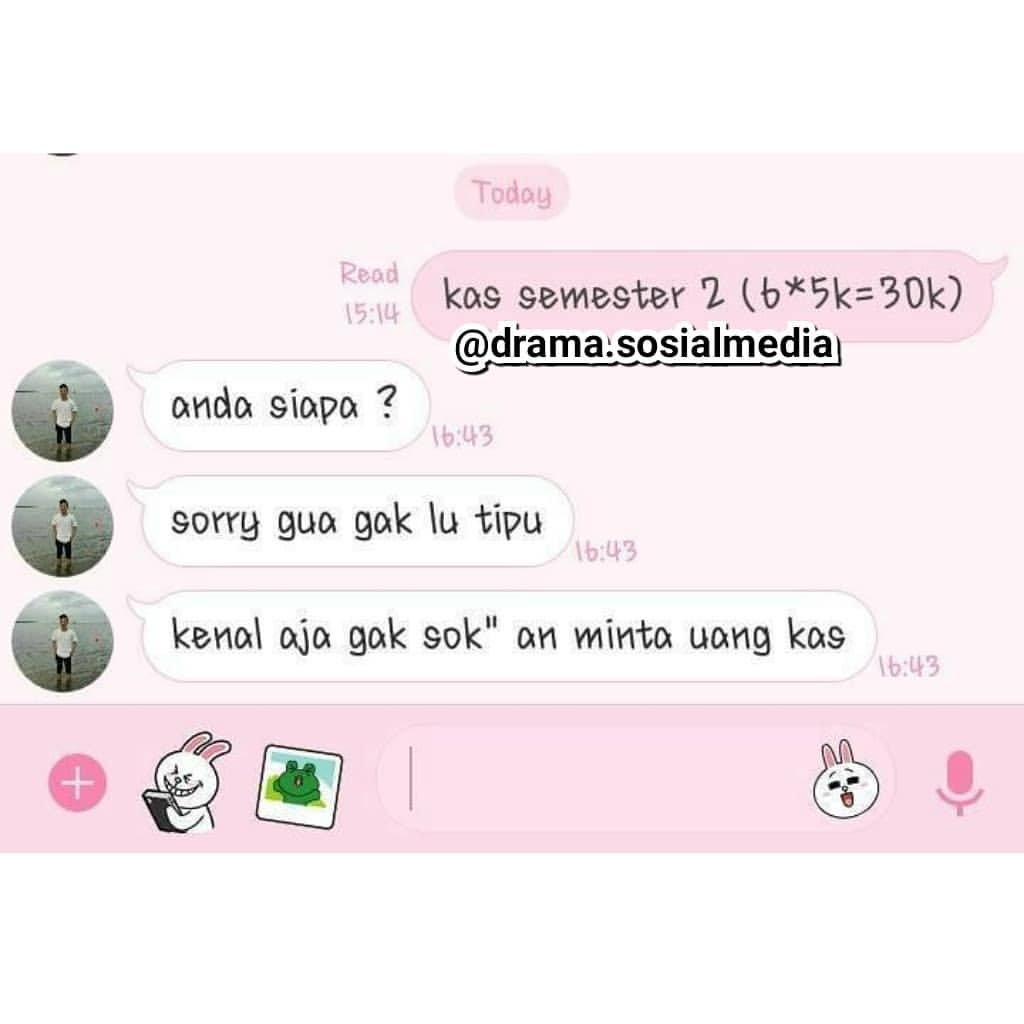 Today
Read
15:14
kas semester 2 (6*5k=30k)
@drama.sosialmedia
anda siapa ?
16:43
sorry gua gak lu tipu
16:43
kenal aja gak sok" an minta uang kas
16:43